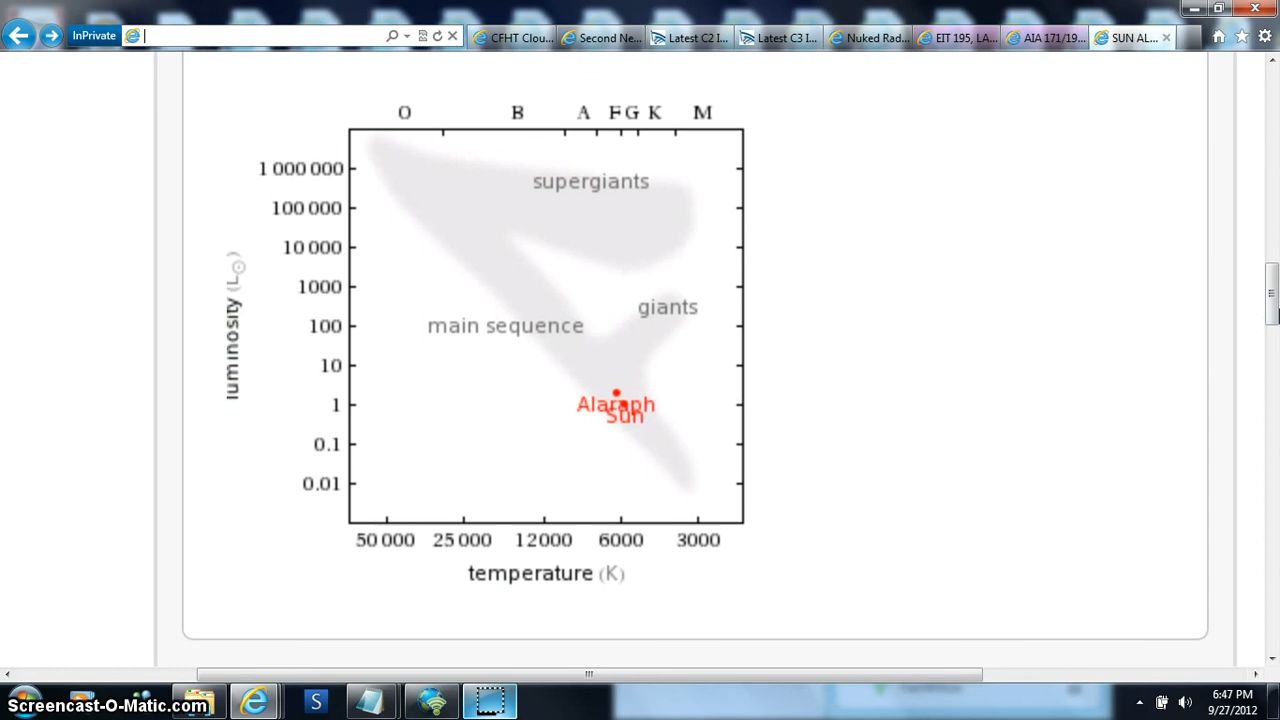 InPrivate
CFHT Clou...
Second Ne...
Latest C2 I...
Latest C3 I...
Nuked Rad...
EIT 195, LA...
AIA 171/19...
SUN AL...
O B A F G K M
supergiants
giants
main sequence
Alaraph
Sun
luminosity (L☉)
1 000 000
100 000
10 000
1000
100
10
1
0.1
0.01
50 000 25 000 12 000 6000 3000
temperature (K)
Screencast-O-Matic.com
6:47 PM
9/27/2012